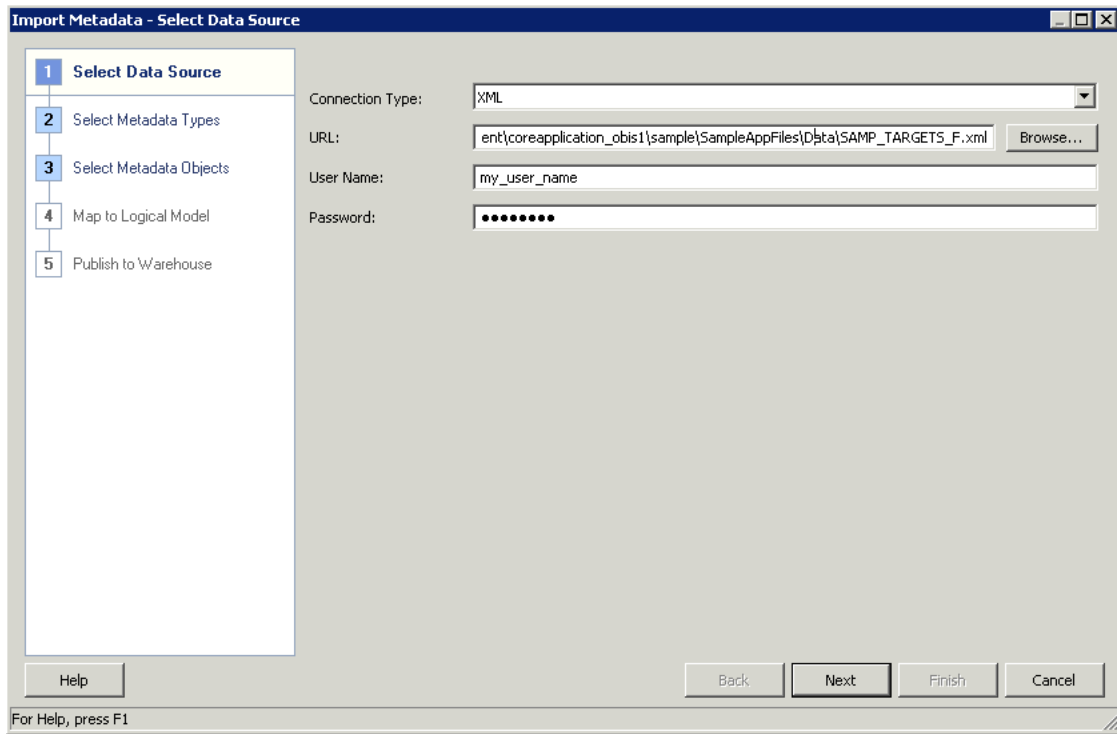 Import Metadata - Select Data Source
1 Select Data Source
2 Select Metadata Types
3 Select Metadata Objects
4 Map to Logical Model
5 Publish to Warehouse
Connection Type: XML
URL: ent\coreapplication_obis1\sample\SampleAppFiles\Data\SAMP_TARGETS_F.xml Browse...
User Name: my_user_name
Password: ●●●●●●●●
Help Back Next Finish Cancel
For Help, press F1